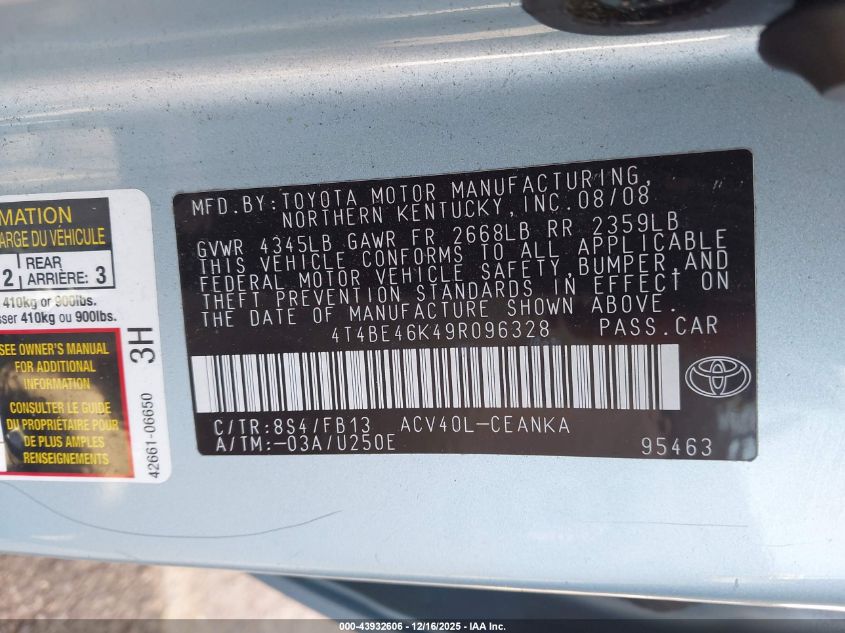 MFD.BY:TOYOTA MOTOR MANUFACTURING,
NORTHERN KENTUCKY, INC. 08/08
GVWR 4345LB GAWR FR 2668LB RR 2359LB
THIS VEHICLE CONFORMS TO ALL APPLICABLE
FEDERAL MOTOR VEHICLE SAFETY, BUMPER, AND
THEFT PREVENTION STANDARDS IN EFFECT ON
THE DATE OF MANUFACTURE SHOWN ABOVE.
4T4BE46K49R096328 PASS.CAR
C/TR:8S4/FB13 ACV40L-CEANKA
A/TM:-03A/U250E 95463
MATION
ARGE DU VÉHICULE
2 REAR
ARRIÈRE: 3
410kg or 900lbs.
sser 410kg ou 900lbs.
SEE OWNER'S MANUAL
FOR ADDITIONAL
INFORMATION
CONSULTER LE GUIDE
DU PROPRIÉTAIRE POUR
DE PLUS AMPLES
RENSEIGNEMENTS
3H
42661-06650
000-43932606 - 12/16/2025 - IAA Inc.